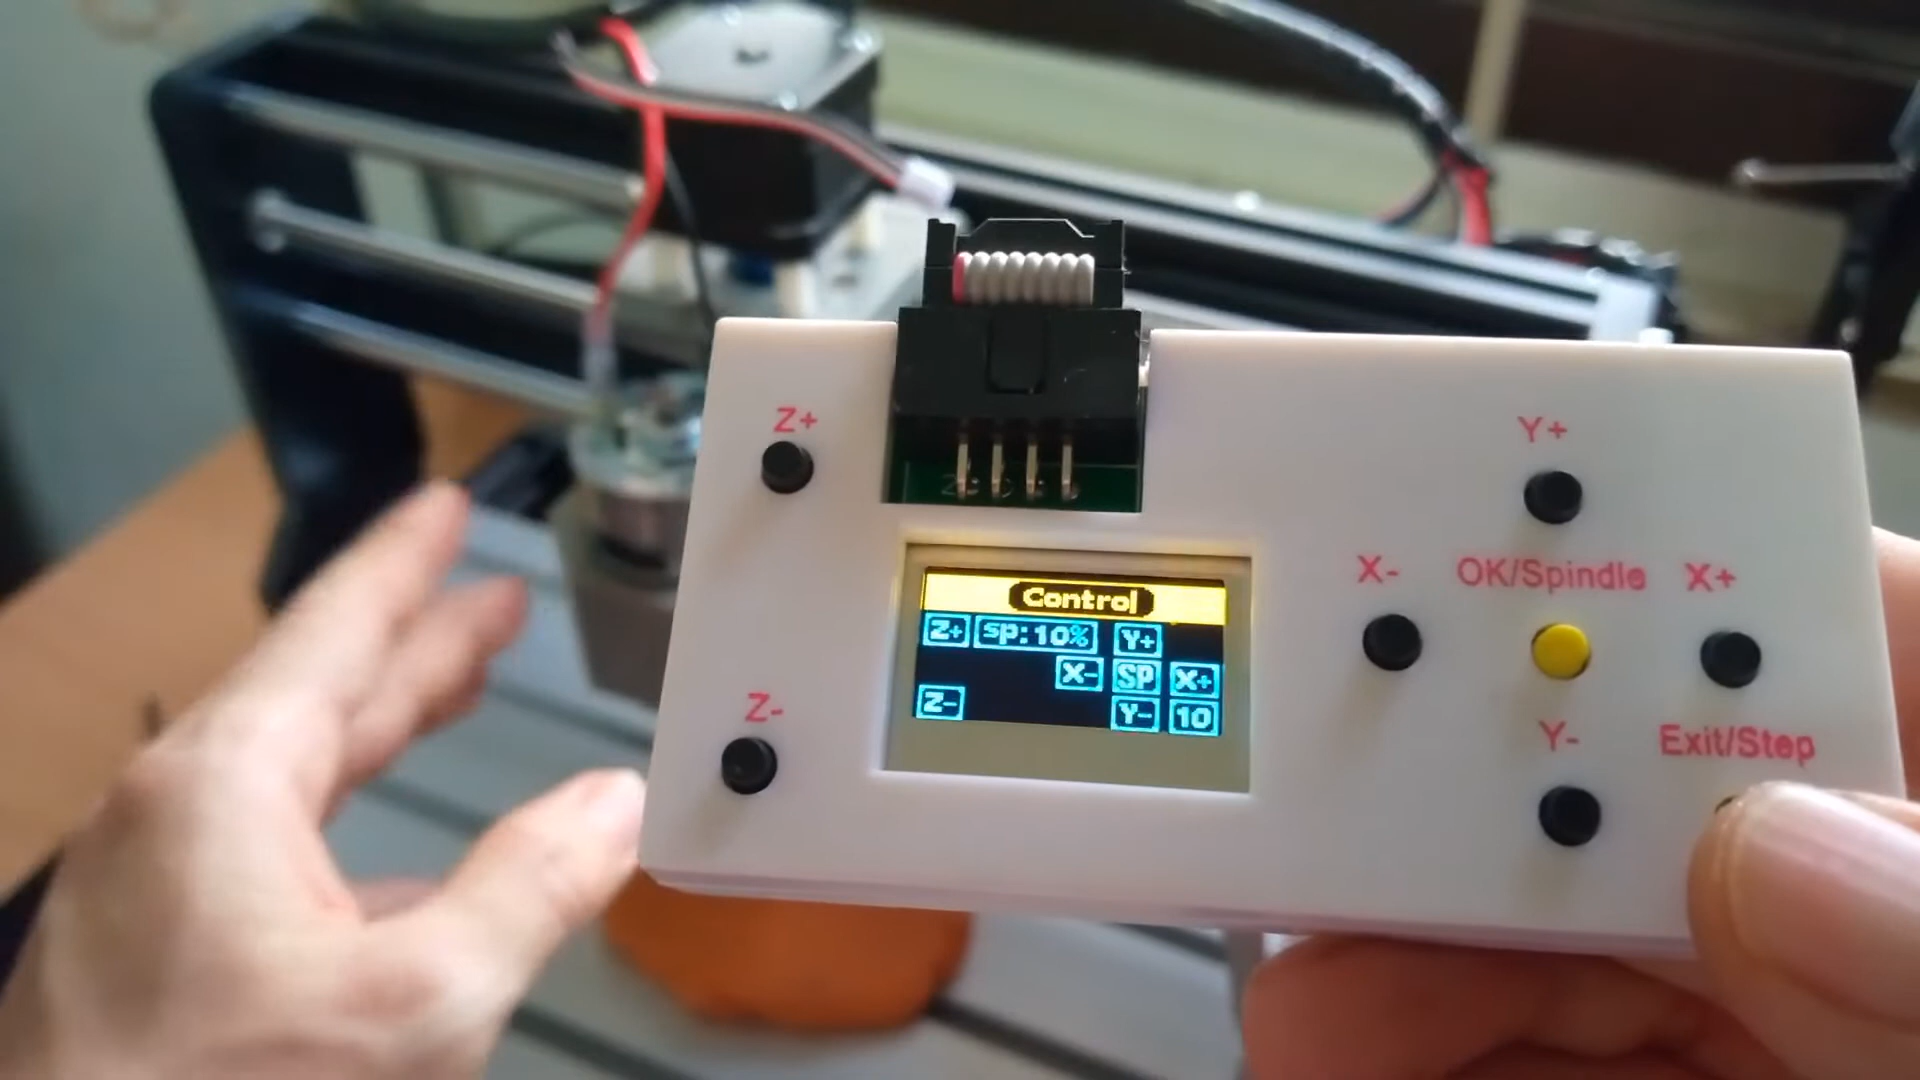 Z+
Y+
X-
OK/Spindle
X+
Control
Z+ SP:10% Y+
X- SP X+
Z- Y- 10
Z-
Y-
Exit/Step